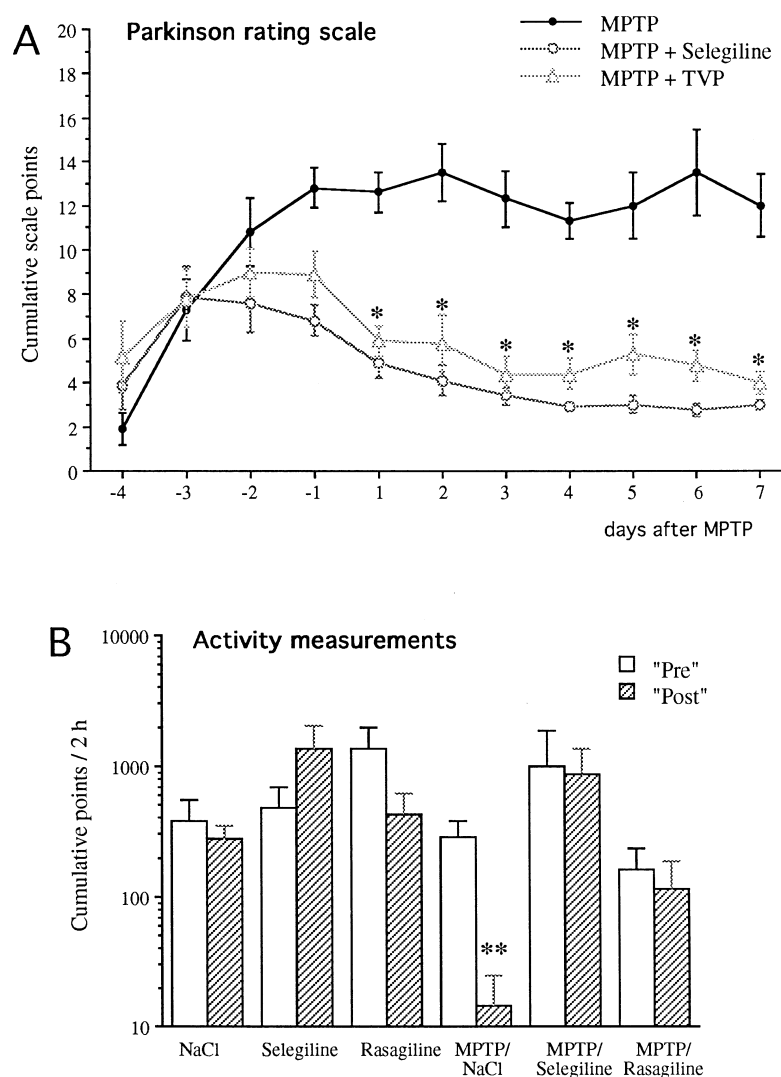 A
Parkinson rating scale
MPTP
MPTP + Selegiline
MPTP + TVP
Cumulative scale points
20
18
16
14
12
10
8
6
4
2
0
* * * * * * *
-4 -3 -2 -1 1 2 3 4 5 6 7
days after MPTP
B
Activity measurements
"Pre"
"Post"
Cumulative points / 2 h
10000
1000
100
10
**
NaCl Selegiline Rasagiline MPTP/ MPTP/ MPTP/
NaCl Selegiline Rasagiline